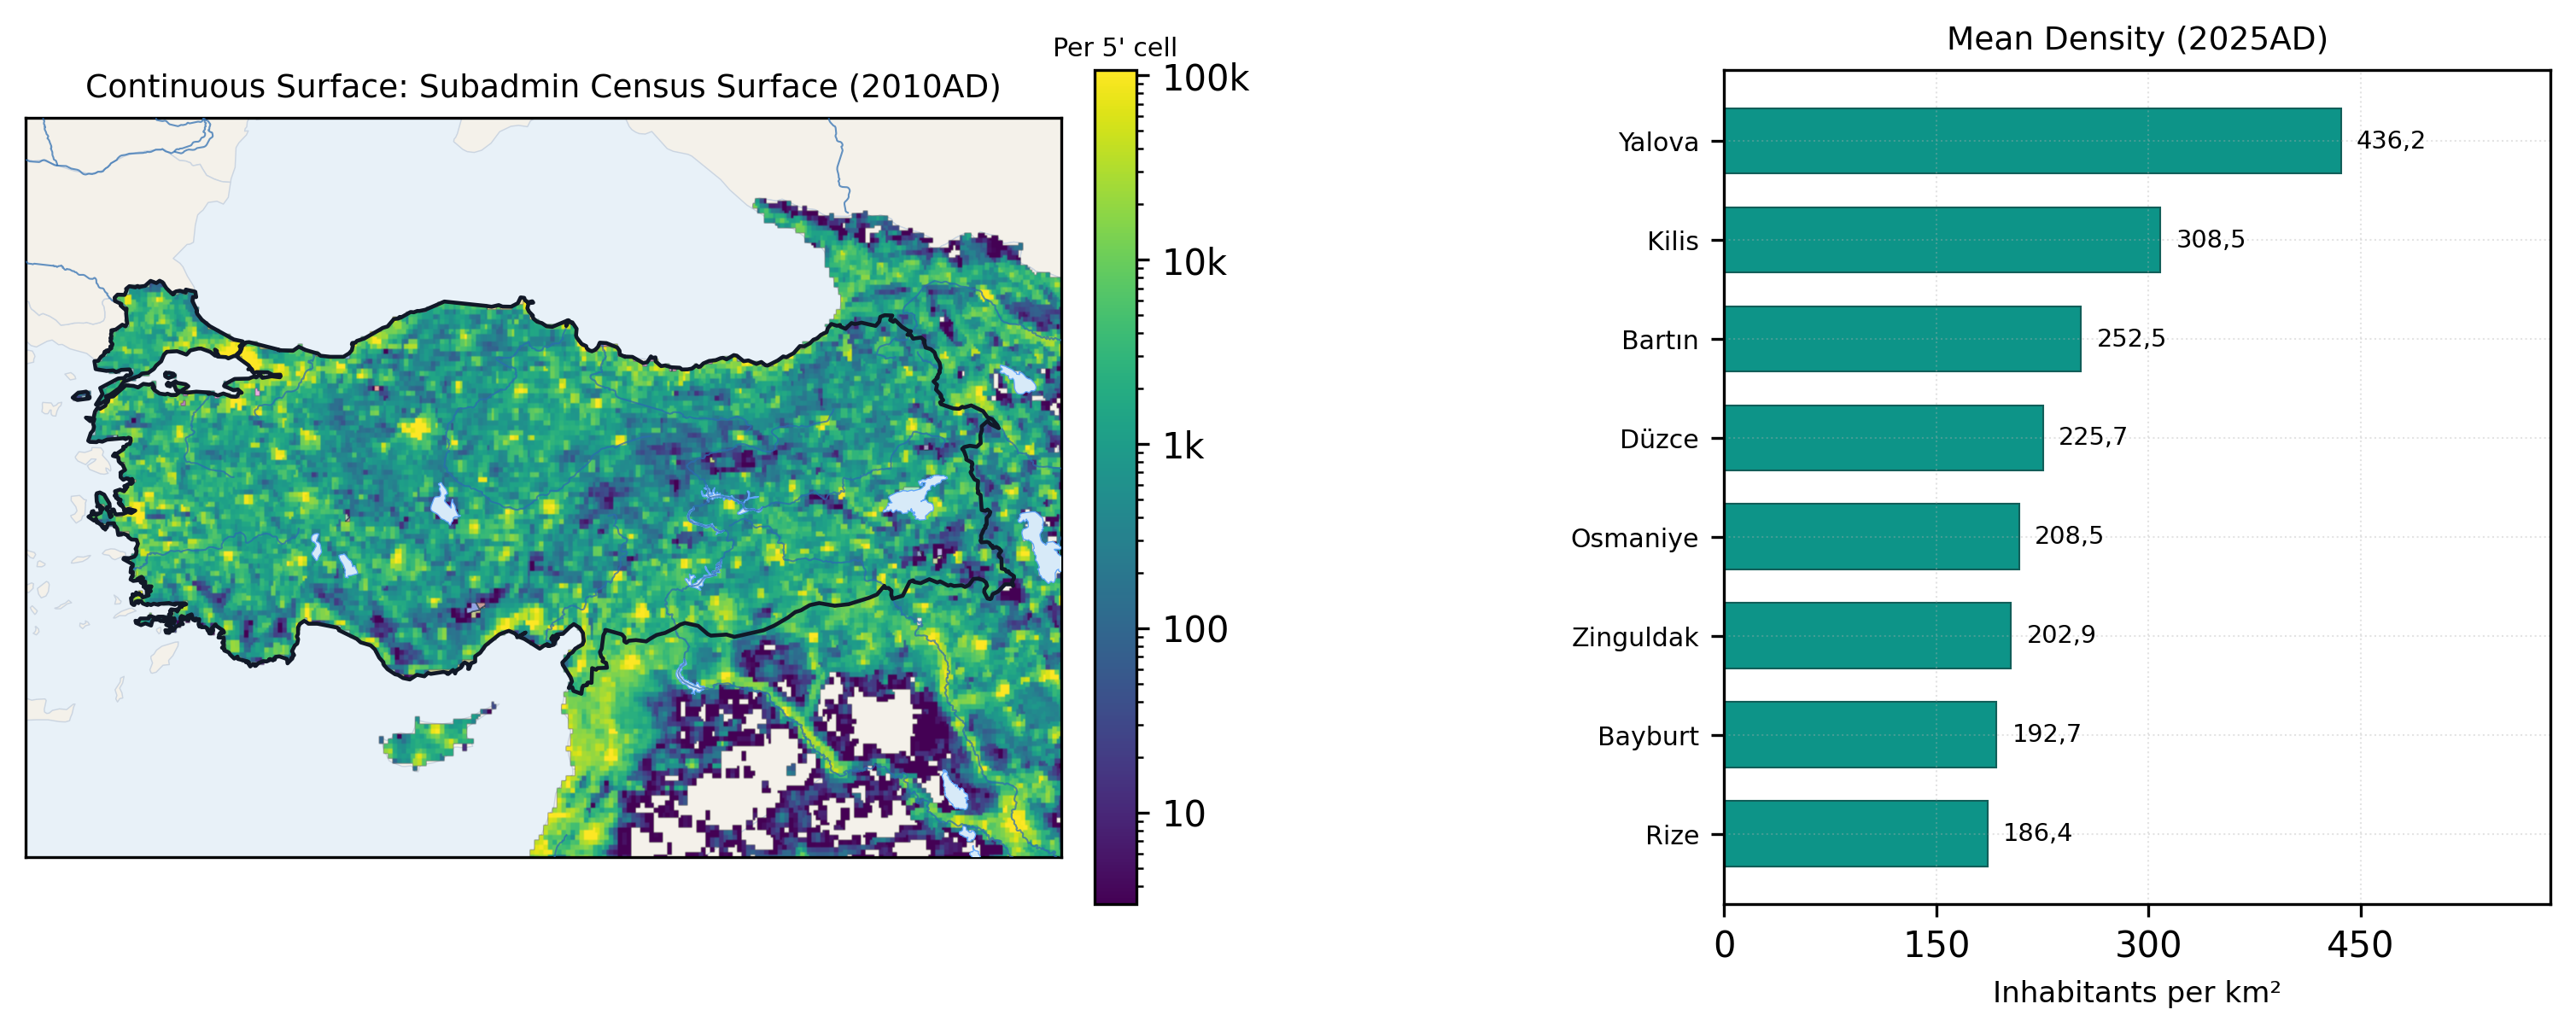 Continuous Surface: Subadmin Census Surface (2010AD)
Per 5' cell
100k
10k
1k
100
10
Mean Density (2025AD)
Yalova 436,2
Kilis 308,5
Bartın 252,5
Düzce 225,7
Osmaniye 208,5
Zinguldak 202,9
Bayburt 192,7
Rize 186,4
0 150 300 450
Inhabitants per km²